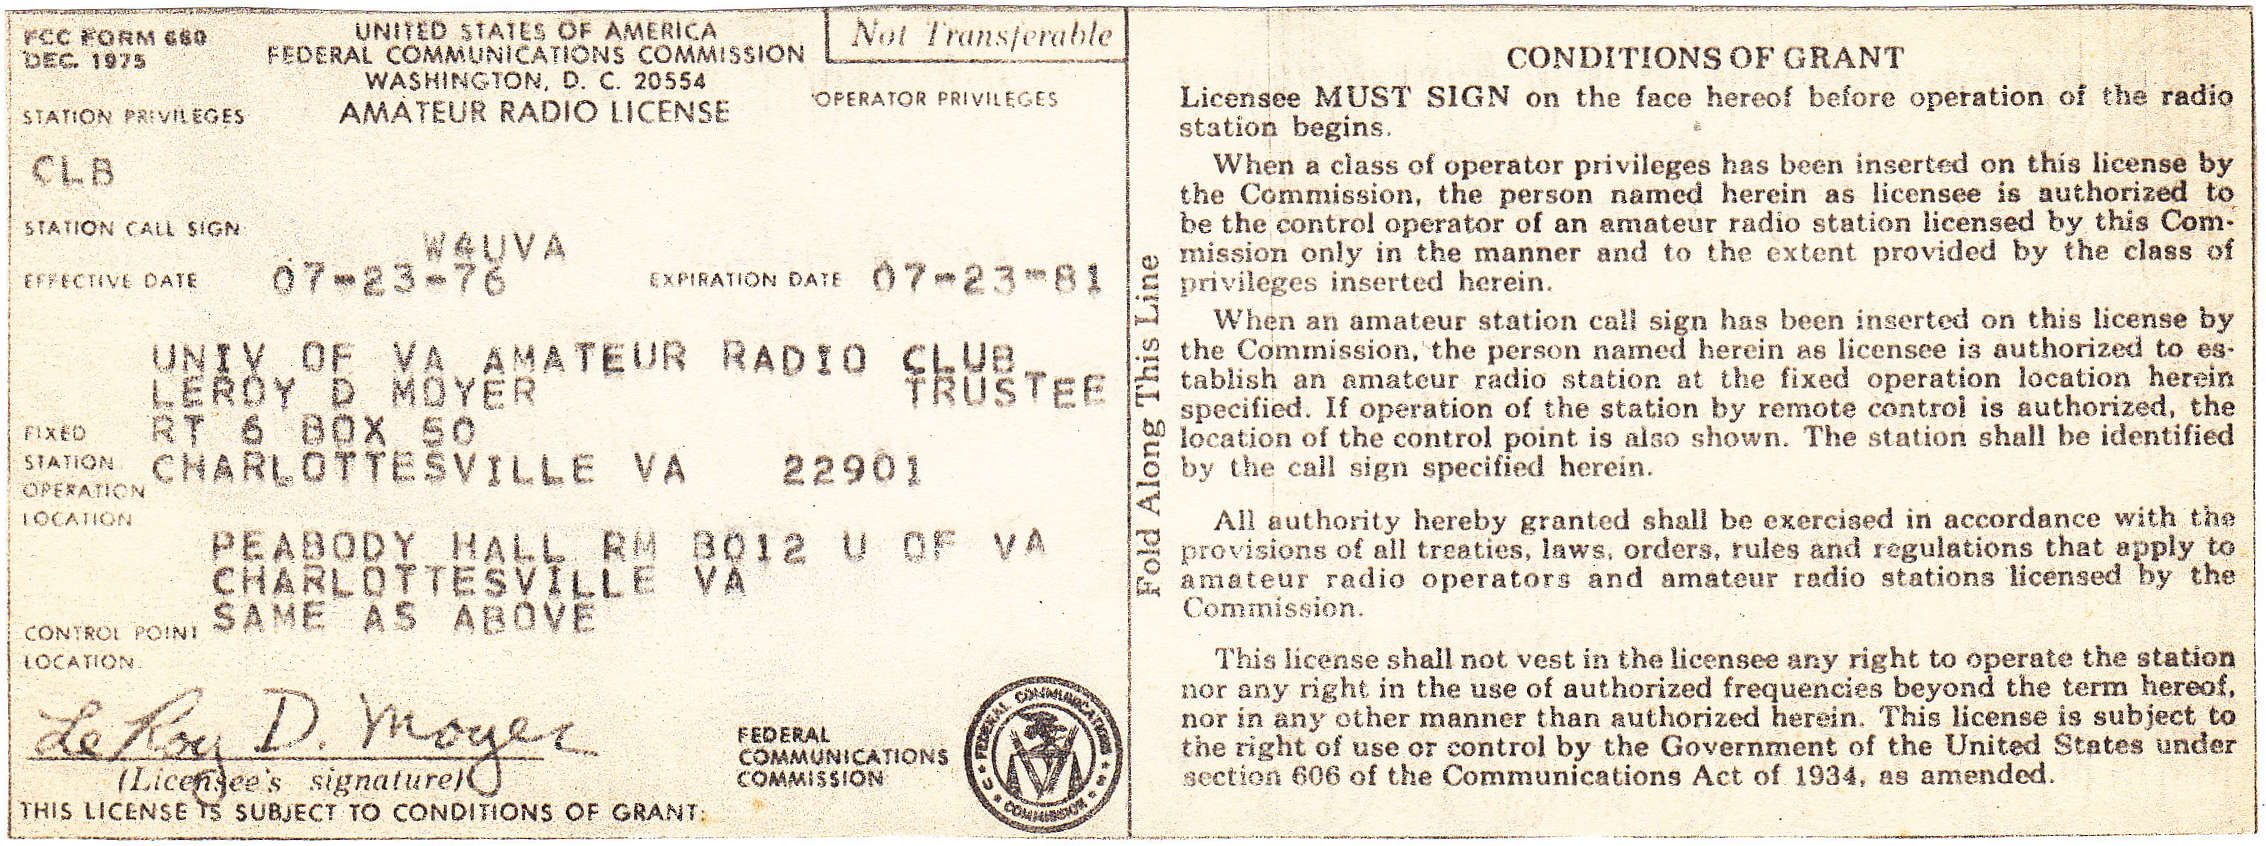 FCC FORM 660
DEC. 1975
UNITED STATES OF AMERICA
FEDERAL COMMUNICATIONS COMMISSION
WASHINGTON, D. C. 20554
AMATEUR RADIO LICENSE
Not Transferable
STATION PRIVILEGES
OPERATOR PRIVILEGES
CLB
STATION CALL SIGN
W4UVA
EFFECTIVE DATE 07-23-76 EXPIRATION DATE 07-23-81
UNIV OF VA AMATEUR RADIO CLUB
LEROY D MOYER TRUSTEE
RT 6 BOX 50
CHARLOTTESVILLE VA 22901
FIXED
STATION
OPERATION
LOCATION
PEABODY HALL RM B012 U OF VA
CHARLOTTESVILLE VA
SAME AS ABOVE
CONTROL POINT
LOCATION
LeRoy D. Moyer
(Licensee's signature)
THIS LICENSE IS SUBJECT TO CONDITIONS OF GRANT:
FEDERAL
COMMUNICATIONS
COMMISSION
FEDERAL COMMUNICATIONS COMMISSION
Fold Along This Line
CONDITIONS OF GRANT
Licensee MUST SIGN on the face hereof before operation of the radio
station begins.
When a class of operator privileges has been inserted on this license by
the Commission, the person named herein as licensee is authorized to
be the control operator of an amateur radio station licensed by this Com-
mission only in the manner and to the extent provided by the class of
privileges inserted herein.
When an amateur station call sign has been inserted on this license by
the Commission, the person named herein as licensee is authorized to es-
tablish an amateur radio station at the fixed operation location herein
specified. If operation of the station by remote control is authorized, the
location of the control point is also shown. The station shall be identified
by the call sign specified herein.
All authority hereby granted shall be exercised in accordance with the
provisions of all treaties, laws, orders, rules and regulations that apply to
amateur radio operators and amateur radio stations licensed by the
Commission.
This license shall not vest in the licensee any right to operate the station
nor any right in the use of authorized frequencies beyond the term hereof,
nor in any other manner than authorized herein. This license is subject to
the right of use or control by the Government of the United States under
section 606 of the Communications Act of 1934, as amended.